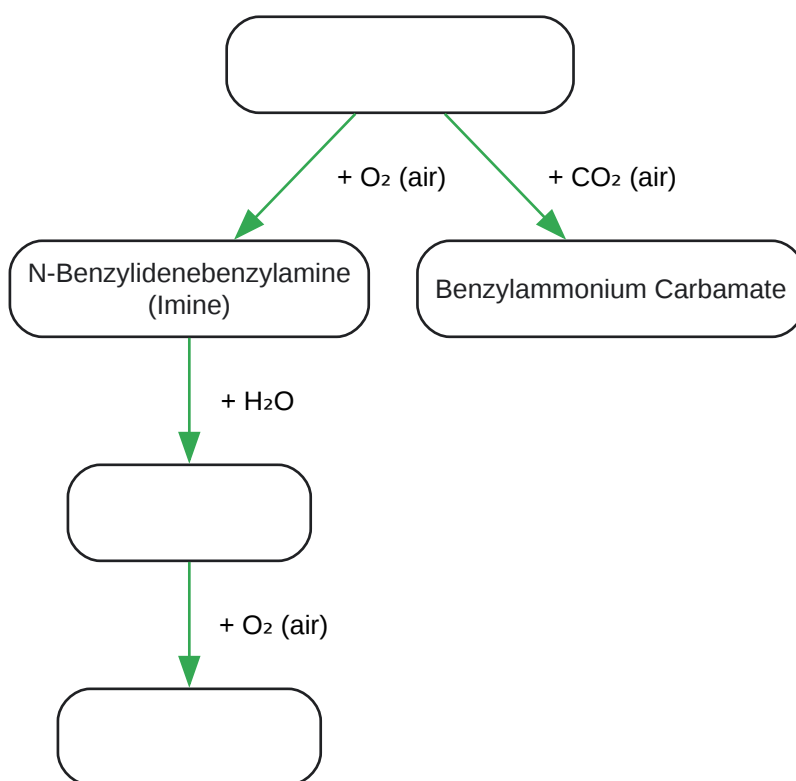 + O₂ (air)
+ CO₂ (air)
N-Benzylidenebenzylamine
(Imine)
Benzylammonium Carbamate
+ H₂O
+ O₂ (air)